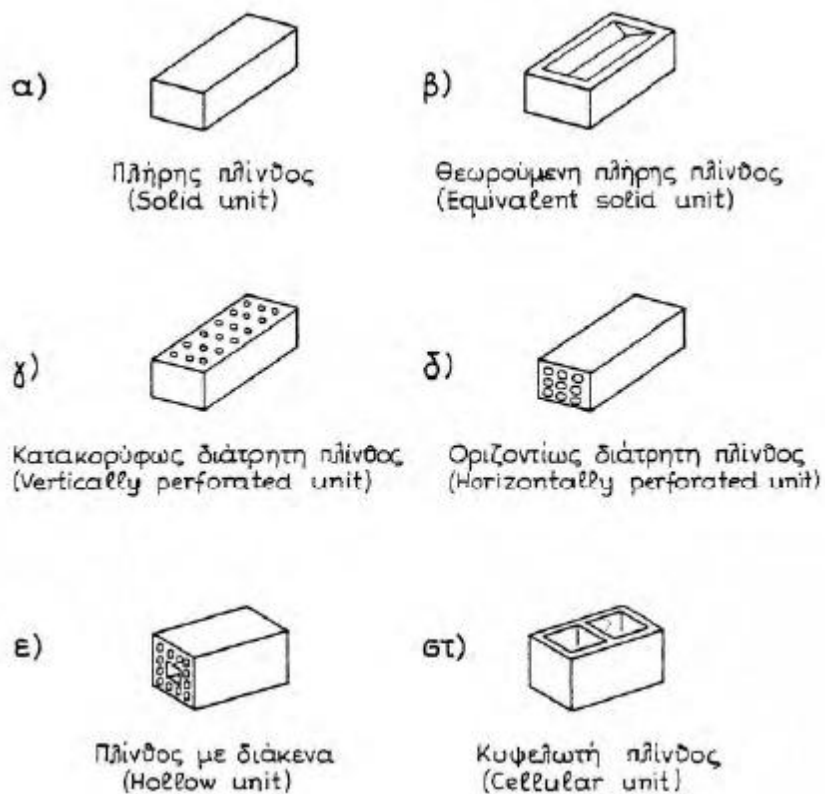 α)
Πλήρης πλίνθος
(Solid unit)
β)
Θεωρούμενη πλήρης πλίνθος
(Equivalent solid unit)
γ)
Κατακορύφως διάτρητη πλίνθος
(Vertically perforated unit)
δ)
Οριζοντίως διάτρητη πλίνθος
(Horizontally perforated unit)
ε)
Πλίνθος με διάκενα
(Hollow unit)
στ)
Κυψελωτή πλίνθος
(Cellular unit)